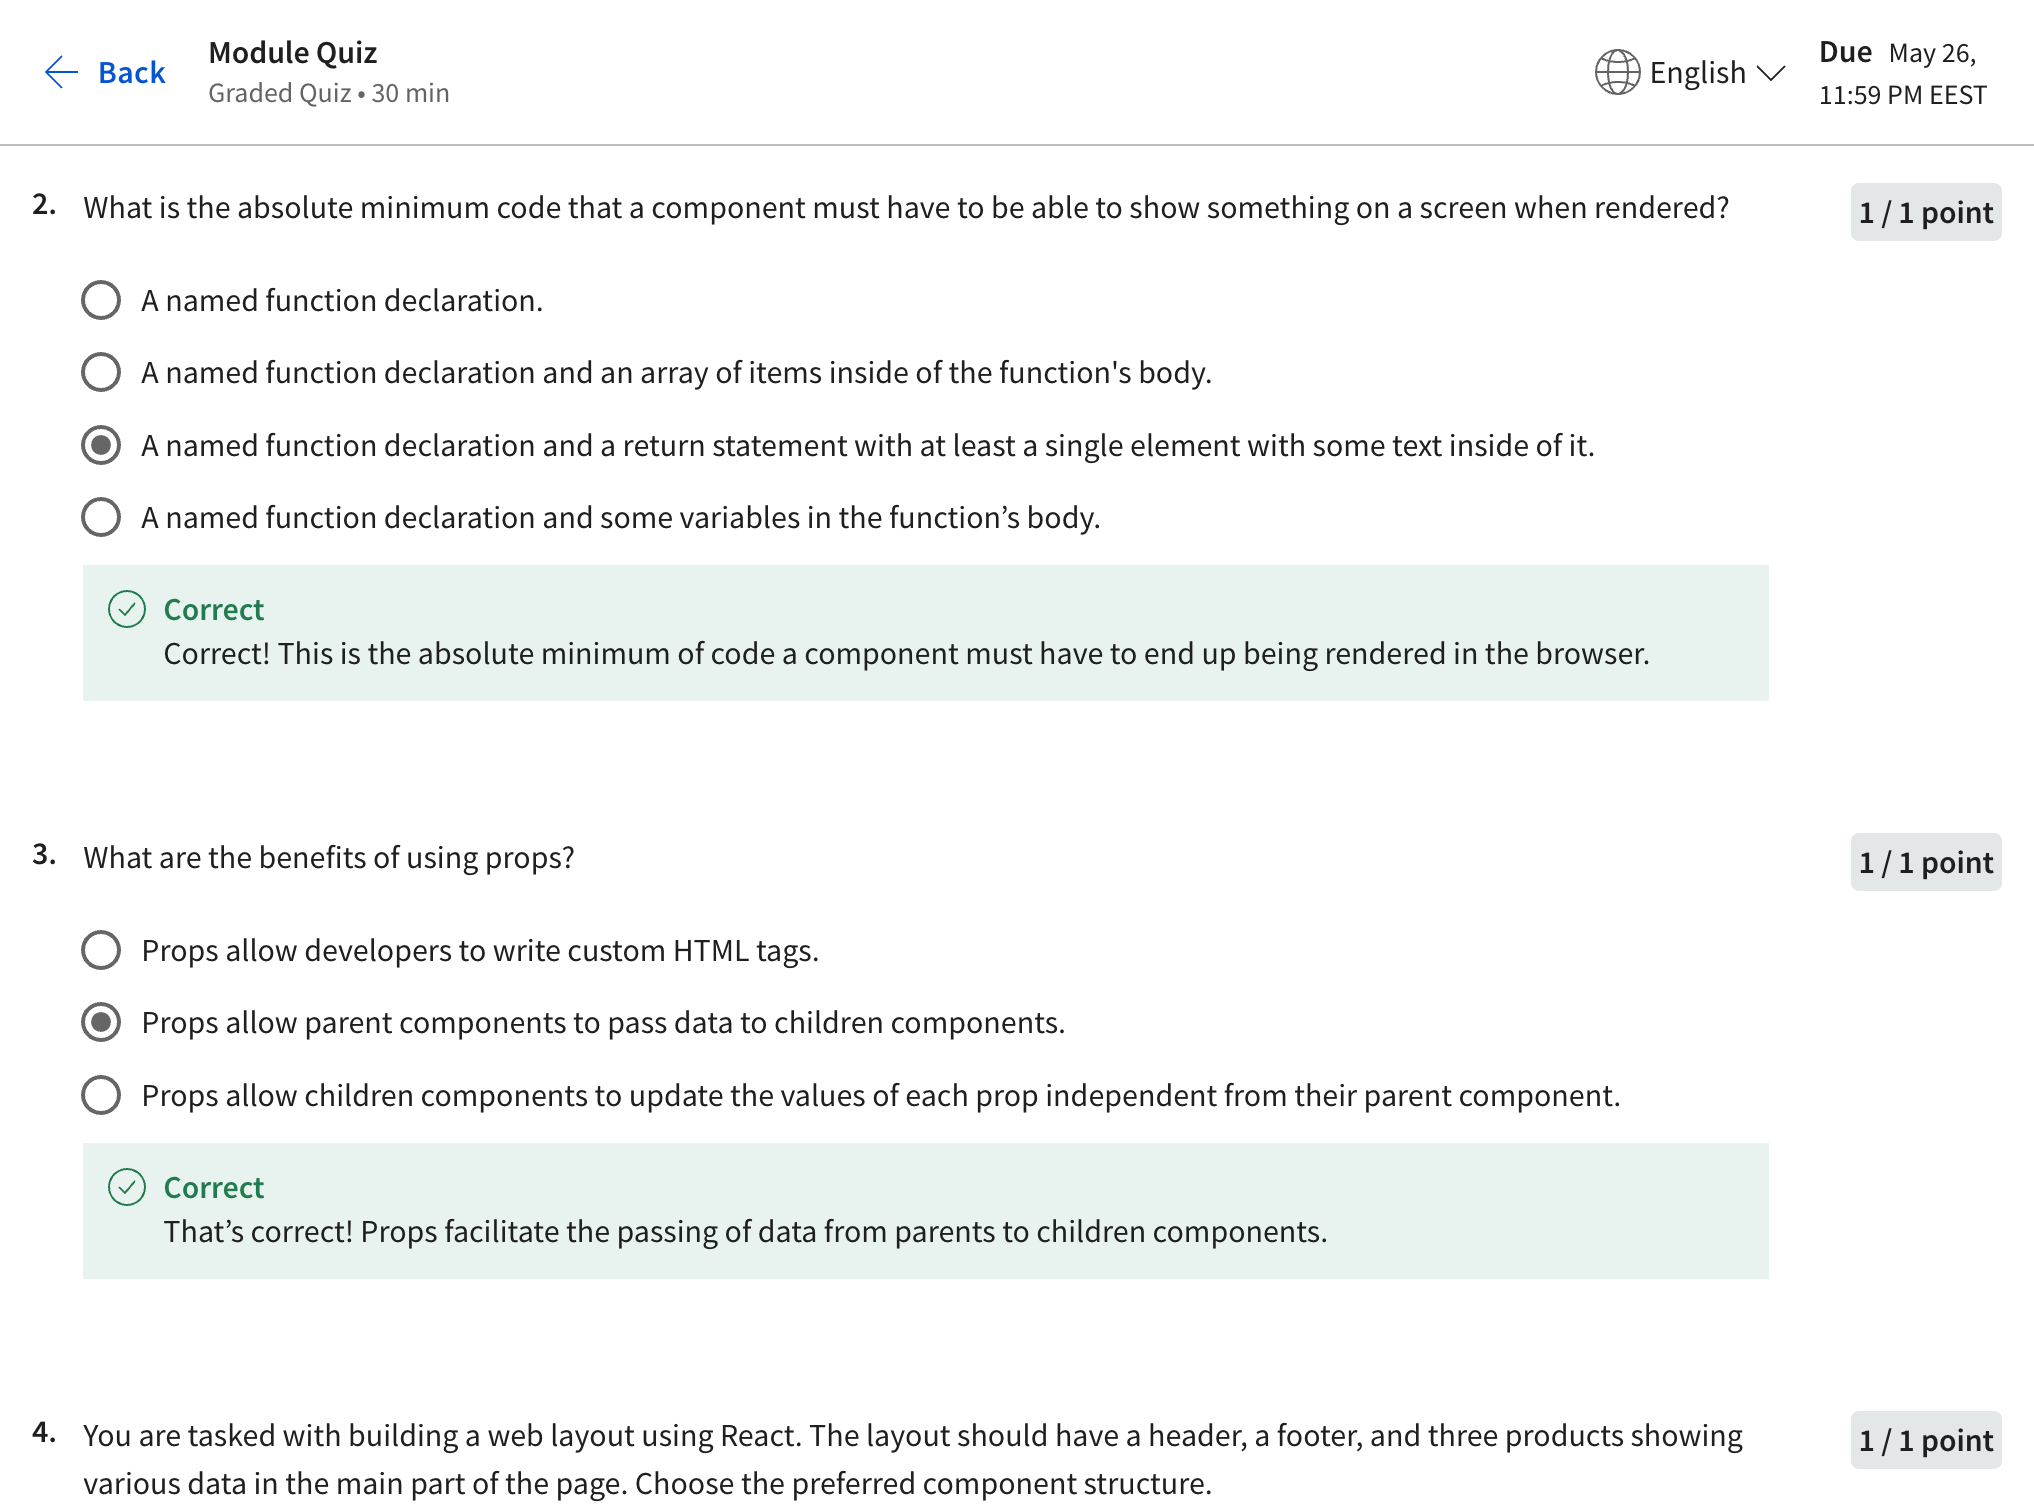 Back
Module Quiz
Graded Quiz • 30 min
English
Due May 26,
11:59 PM EEST
2. What is the absolute minimum code that a component must have to be able to show something on a screen when rendered?
1 / 1 point
A named function declaration.
A named function declaration and an array of items inside of the function's body.
A named function declaration and a return statement with at least a single element with some text inside of it.
A named function declaration and some variables in the function’s body.
Correct
Correct! This is the absolute minimum of code a component must have to end up being rendered in the browser.
3. What are the benefits of using props?
1 / 1 point
Props allow developers to write custom HTML tags.
Props allow parent components to pass data to children components.
Props allow children components to update the values of each prop independent from their parent component.
Correct
That’s correct! Props facilitate the passing of data from parents to children components.
4. You are tasked with building a web layout using React. The layout should have a header, a footer, and three products showing
various data in the main part of the page. Choose the preferred component structure.
1 / 1 point